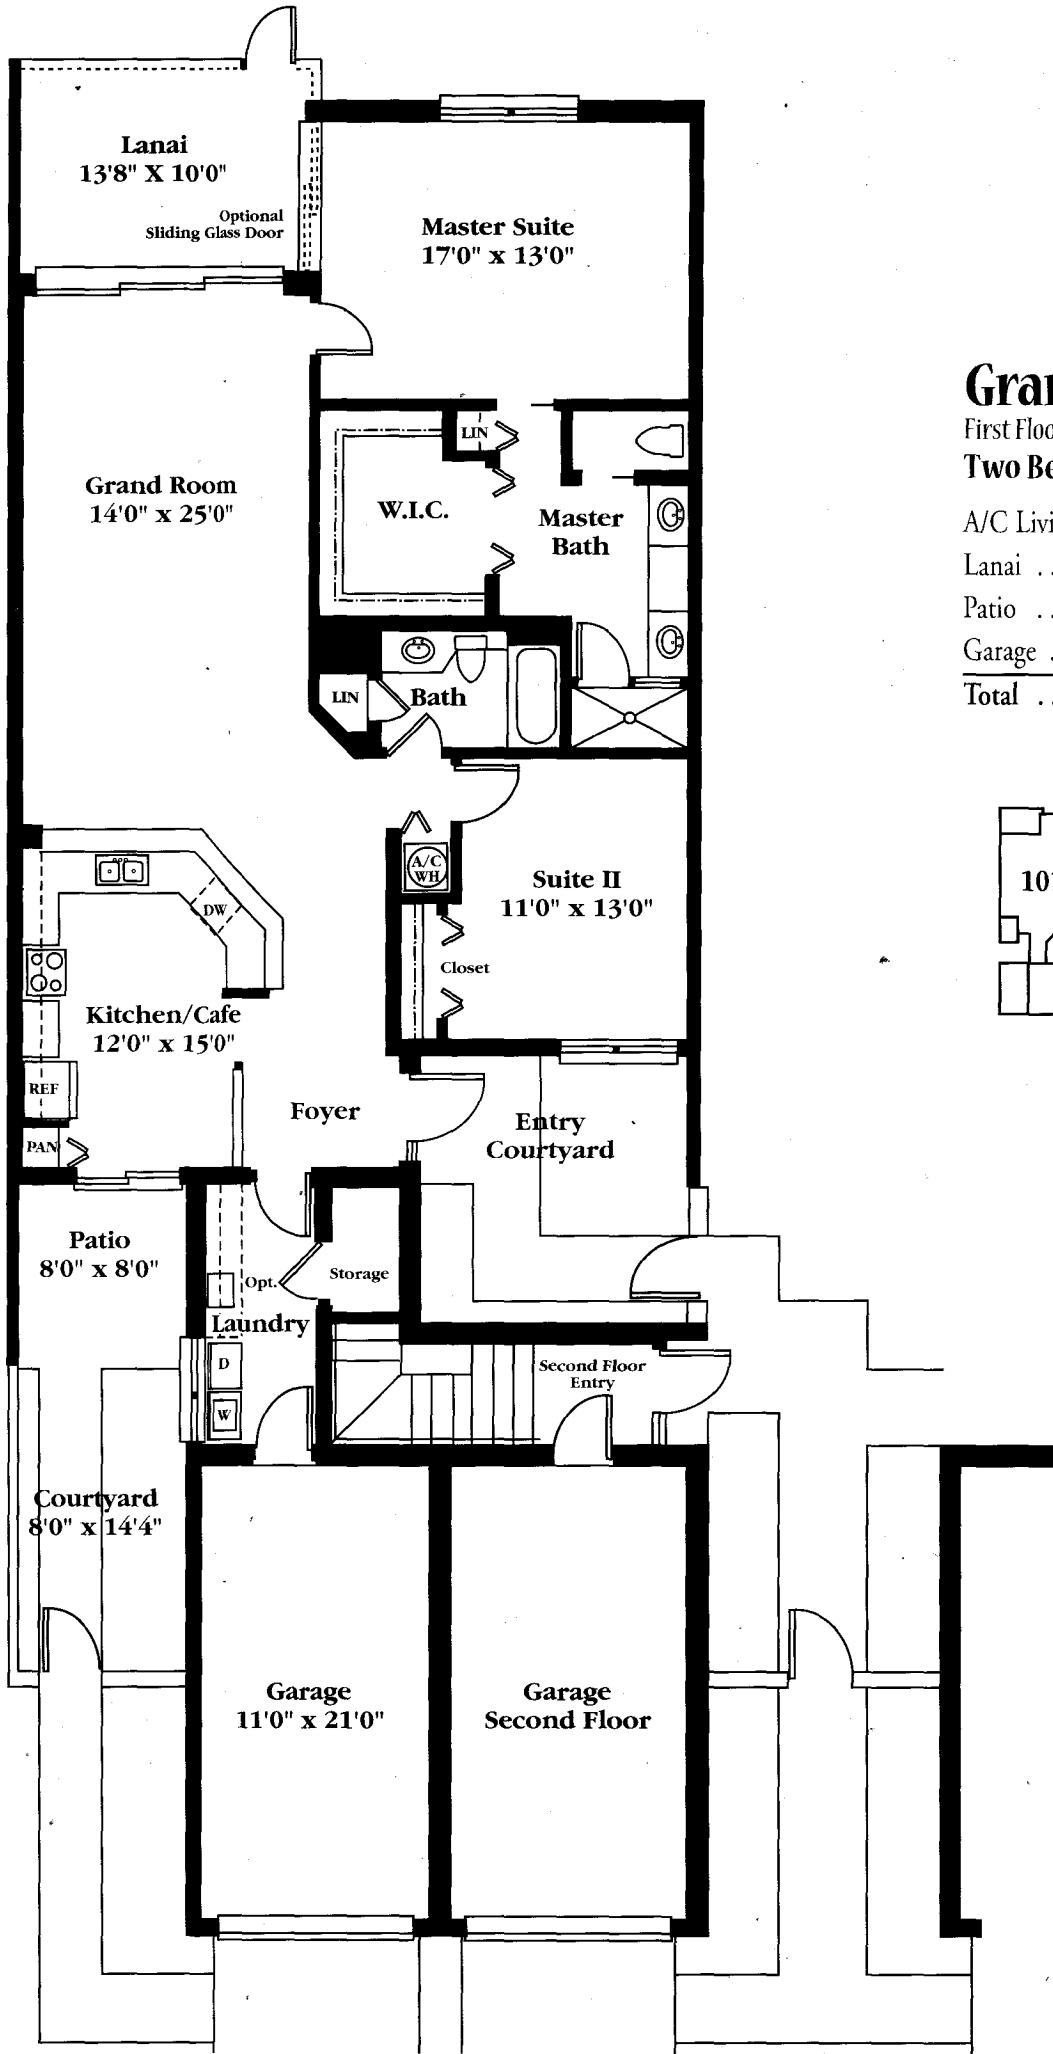 Lanai
13'8" X 10'0"
Optional
Sliding Glass Door
Master Suite
17'0" x 13'0"
LIN
W.I.C.
Master
Bath
Grand Room
14'0" x 25'0"
LIN
Bath
A/C
WH
Suite II
11'0" x 13'0"
Closet
DW
Kitchen/Cafe
12'0" x 15'0"
REF
PAN
Foyer
Entry
Courtyard
Patio
8'0" x 8'0"
Opt.
Storage
Laundry
D
W
Second Floor
Entry
Courtyard
8'0" x 14'4"
Garage
11'0" x 21'0"
Garage
Second Floor
Gra
First Floo
Two Be
A/C Livi
Lanai . .
Patio . .
Garage .
Total . .
10